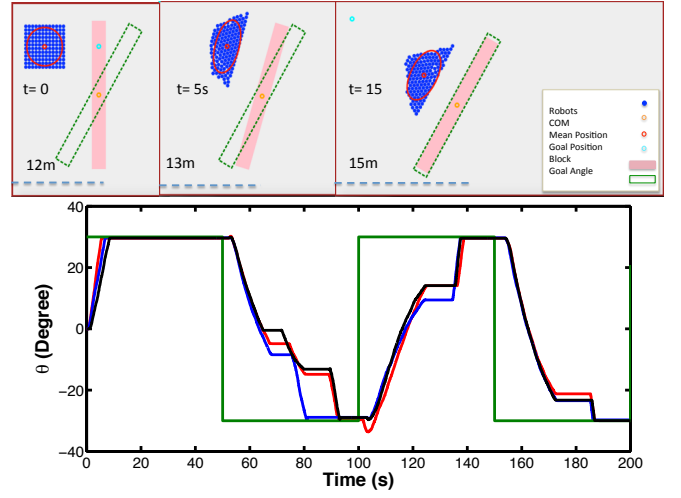 t= 0
12m
t= 5s
13m
t= 15
15m
Robots
COM
Mean Position
Goal Position
Block
Goal Angle
40
20
0
−20
−40
θ (Degree)
0 20 40 60 80 100 120 140 160 180 200
Time (s)